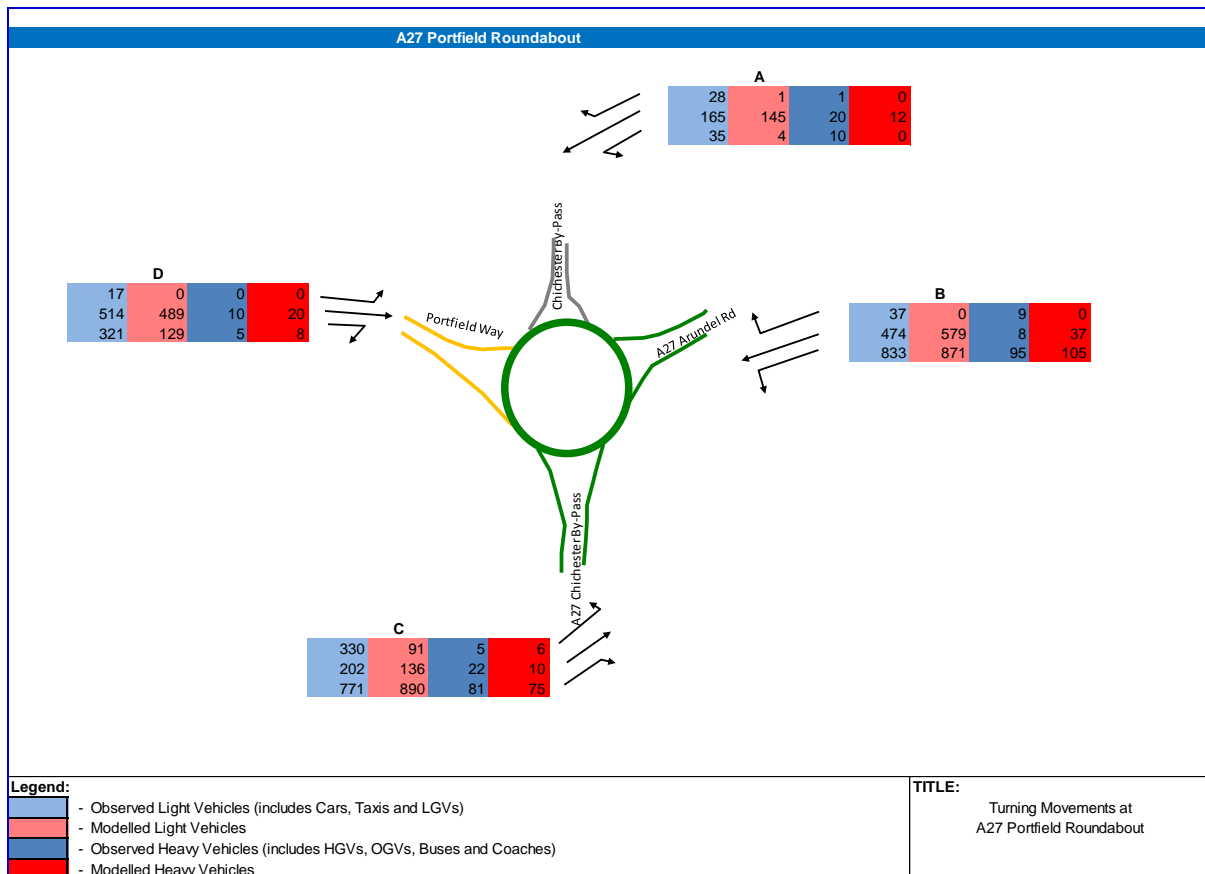 A27 Portfield Roundabout
A
28 1 1 0
165 145 20 12
35 4 10 0
Chichester By-Pass
D
17 0 0 0
514 489 10 20
321 129 5 8
Portfield Way
A27 Arundel Rd
B
37 0 9 0
474 579 8 37
833 871 95 105
A27 Chichester By-Pass
C
330 91 5 6
202 136 22 10
771 890 81 75
Legend:
- Observed Light Vehicles (includes Cars, Taxis and LGVs)
- Modelled Light Vehicles
- Observed Heavy Vehicles (includes HGVs, OGVs, Buses and Coaches)
- Modelled Heavy Vehicles
TITLE:
Turning Movements at
A27 Portfield Roundabout